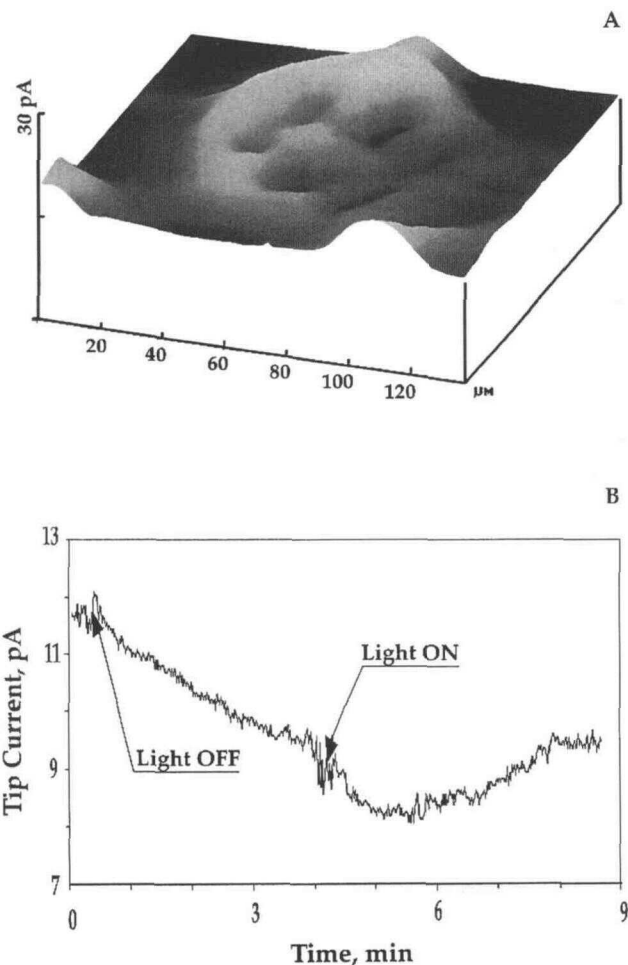 A
30 pA
20 40 60 80 100 120 μM
B
13
11
9
7
Tip Current, pA
Light OFF
Light ON
0 3 6 9
Time, min